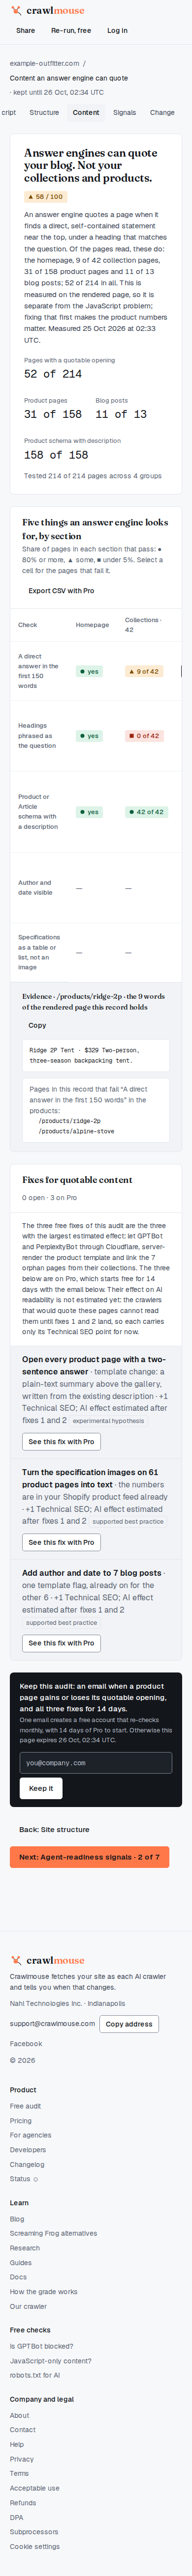 crawlmouse
Share Re-run, free Log in
example-outfitter.com /
Content an answer engine can quote
· kept until 26 Oct, 02:34 UTC
cript Structure Content Signals Change
Answer engines can quote
your blog. Not your
collections and products.
▲ 58 / 100
An answer engine quotes a page when it
finds a direct, self-contained statement
near the top, under a heading that matches
the question. Of the pages read, these do:
the homepage, 9 of 42 collection pages,
31 of 158 product pages and 11 of 13
blog posts; 52 of 214 in all. This is
measured on the rendered page, so it is
separate from the JavaScript problem;
fixing that first makes the product numbers
matter. Measured 25 Oct 2026 at 02:33
UTC.
Pages with a quotable opening
52 of 214
Product pages Blog posts
31 of 158 11 of 13
Product schema with description
158 of 158
Tested 214 of 214 pages across 4 groups
Five things an answer engine looks
for, by section
Share of pages in each section that pass: ●
80% or more, ▲ some, ■ under 5%. Select a
cell for the pages that fail it.
Export CSV with Pro
Check Homepage Collections ·
42
A direct
answer in the
first 150
words
● yes ▲ 9 of 42
Headings
phrased as
the question
● yes ■ 0 of 42
Product or
Article
schema with
a description
● yes ● 42 of 42
Author and
date visible
— —
Specifications
as a table or
list, not an
image
— —
Evidence · /products/ridge-2p · the 9 words
of the rendered page this record holds
Copy
Ridge 2P Tent · $329 Two-person,
three-season backpacking tent.
Pages in this record that fail "A direct
answer in the first 150 words" in the
products:
/products/ridge-2p
/products/alpine-stove
Fixes for quotable content
0 open · 3 on Pro
The three free fixes of this audit are the three
with the largest estimated effect: let GPTBot
and PerplexityBot through Cloudflare, server-
render the product template and link the 7
orphan pages from their collections. The three
below are on Pro, which starts free for 14
days with the email below. Their effect on AI
readability is not estimated yet: the crawlers
that would quote these pages cannot read
them until fixes 1 and 2 land, so each carries
only its Technical SEO point for now.
Open every product page with a two-
sentence answer · template change: a
plain-text summary above the gallery,
written from the existing description · +1
Technical SEO; AI effect estimated after
fixes 1 and 2 experimental hypothesis
See this fix with Pro
Turn the specification images on 61
product pages into text · the numbers
are in your Shopify product feed already
· +1 Technical SEO; AI effect estimated
after fixes 1 and 2 supported best practice
See this fix with Pro
Add author and date to 7 blog posts ·
one template flag, already on for the
other 6 · +1 Technical SEO; AI effect
estimated after fixes 1 and 2
supported best practice
See this fix with Pro
Keep this audit: an email when a product
page gains or loses its quotable opening,
and all three fixes for 14 days.
One email creates a free account that re-checks
monthly, with 14 days of Pro to start. Otherwise this
page expires 26 Oct, 02:34 UTC.
you@company.com
Keep it
Back: Site structure
Next: Agent-readiness signals · 2 of 7
crawlmouse
Crawlmouse fetches your site as each AI crawler
and tells you when that changes.
Nahl Technologies Inc. · Indianapolis
support@crawlmouse.com Copy address
Facebook
© 2026
Product
Free audit
Pricing
For agencies
Developers
Changelog
Status
Learn
Blog
Screaming Frog alternatives
Research
Guides
Docs
How the grade works
Our crawler
Free checks
Is GPTBot blocked?
JavaScript-only content?
robots.txt for AI
Company and legal
About
Contact
Help
Privacy
Terms
Acceptable use
Refunds
DPA
Subprocessors
Cookie settings